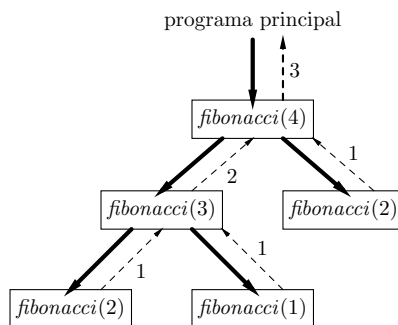 programa principal
3
fibonacci(4)
2
1
fibonacci(3)
fibonacci(2)
1
1
fibonacci(2)
fibonacci(1)